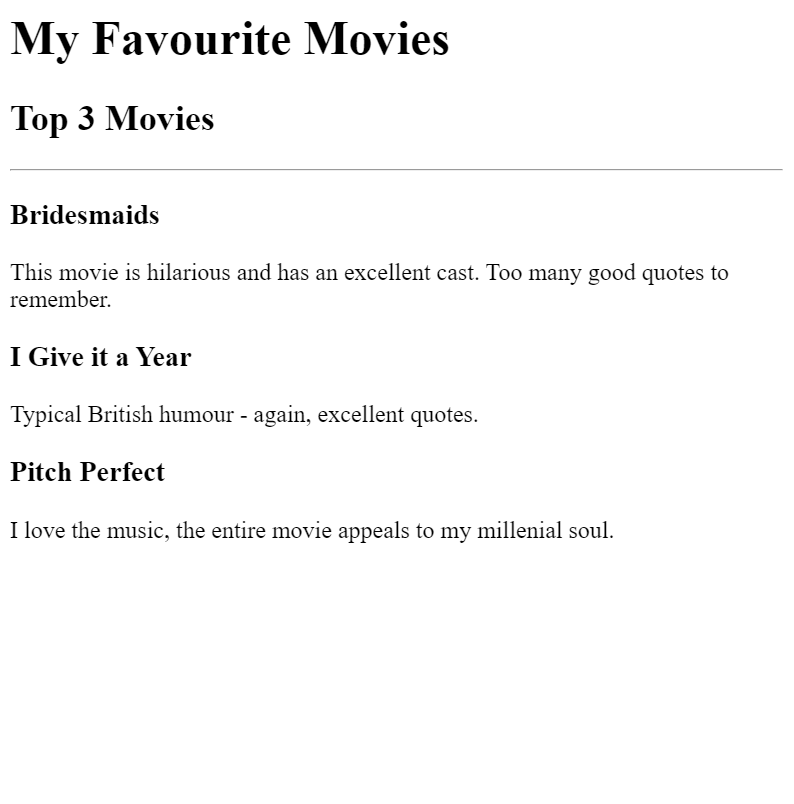 My Favourite Movies
Top 3 Movies
Bridesmaids
This movie is hilarious and has an excellent cast. Too many good quotes to
remember.
I Give it a Year
Typical British humour - again, excellent quotes.
Pitch Perfect
I love the music, the entire movie appeals to my millenial soul.